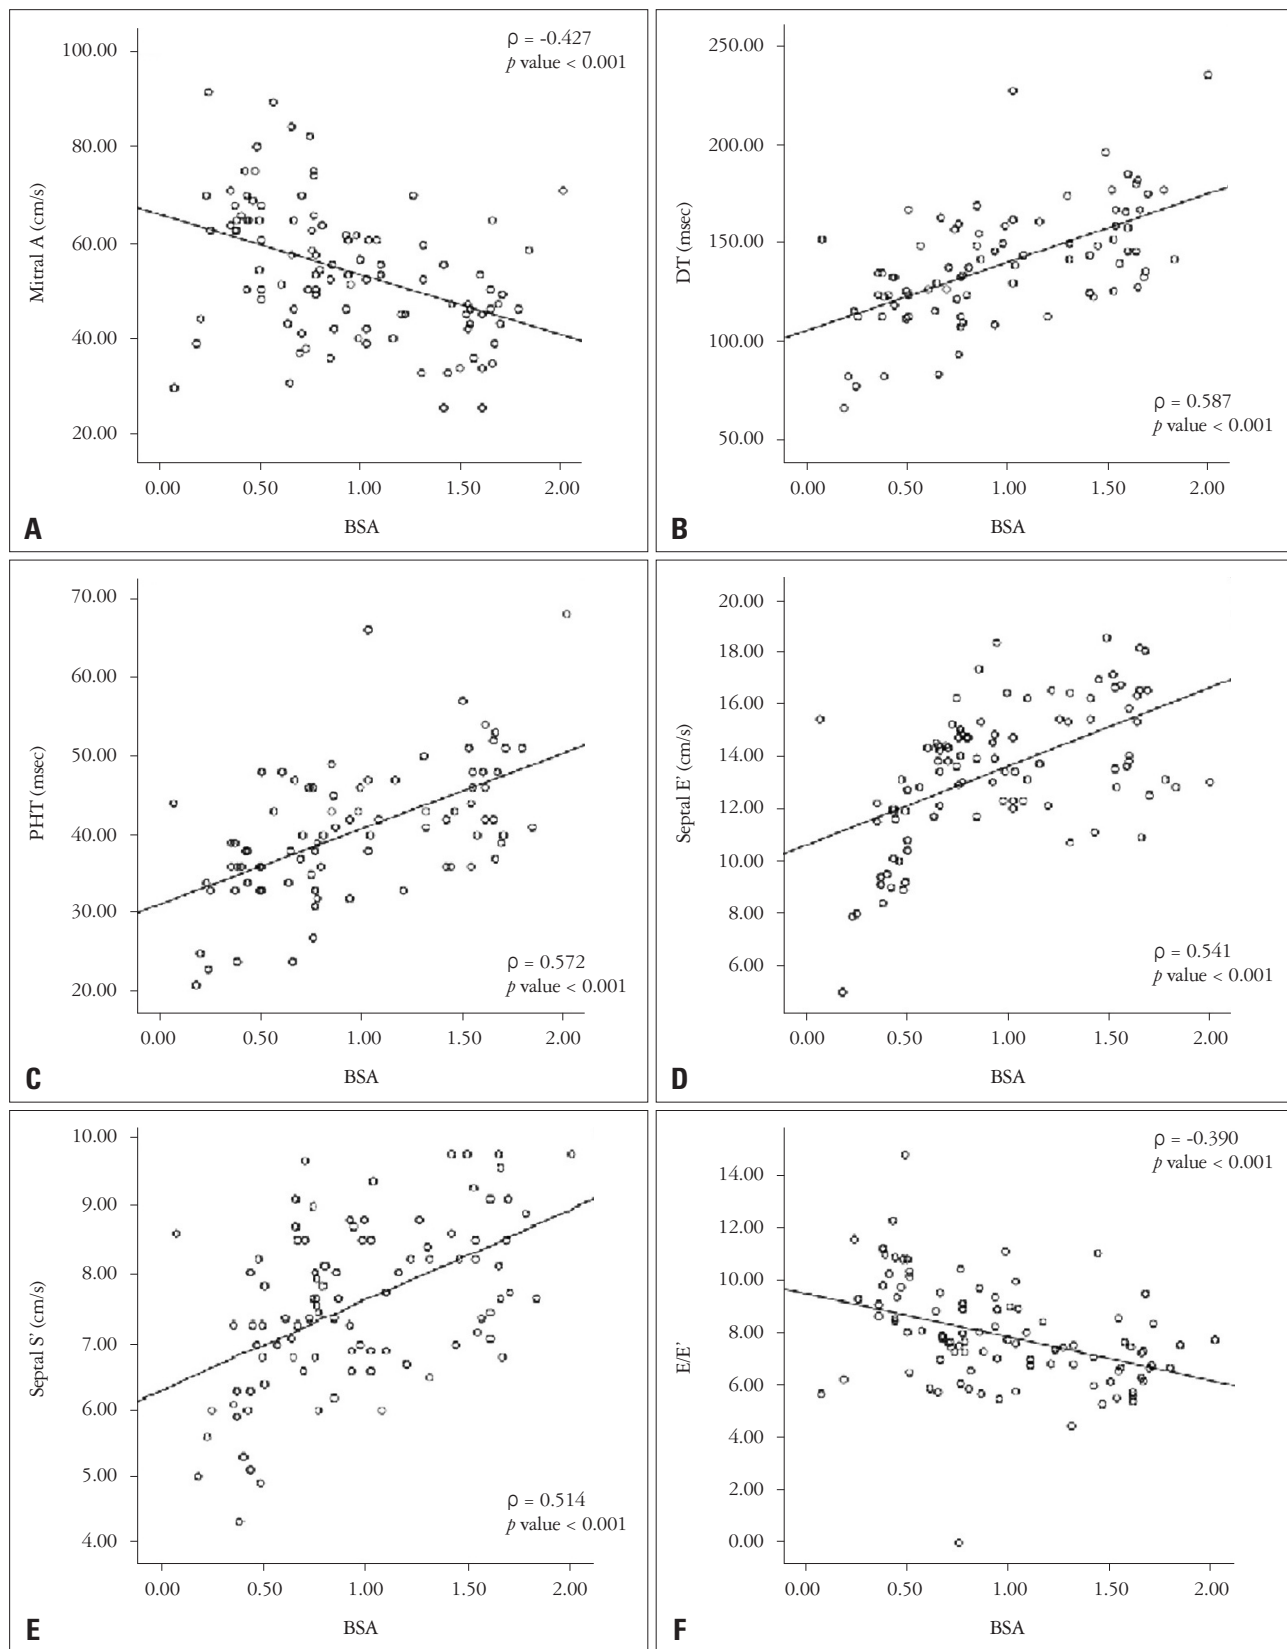 100.00
80.00
60.00
40.00
20.00
Mitral A (cm/s)
ρ = -0.427
p value < 0.001
0.00 0.50 1.00 1.50 2.00
BSA
A
250.00
200.00
150.00
100.00
50.00
DT (msec)
ρ = 0.587
p value < 0.001
0.00 0.50 1.00 1.50 2.00
BSA
B
70.00
60.00
50.00
40.00
30.00
20.00
PHT (msec)
ρ = 0.572
p value < 0.001
0.00 0.50 1.00 1.50 2.00
BSA
C
20.00
18.00
16.00
14.00
12.00
10.00
8.00
6.00
Septal E' (cm/s)
ρ = 0.541
p value < 0.001
0.00 0.50 1.00 1.50 2.00
BSA
D
10.00
9.00
8.00
7.00
6.00
5.00
4.00
Septal S' (cm/s)
ρ = 0.514
p value < 0.001
0.00 0.50 1.00 1.50 2.00
BSA
E
14.00
12.00
10.00
8.00
6.00
4.00
2.00
0.00
E/E'
ρ = -0.390
p value < 0.001
0.00 0.50 1.00 1.50 2.00
BSA
F